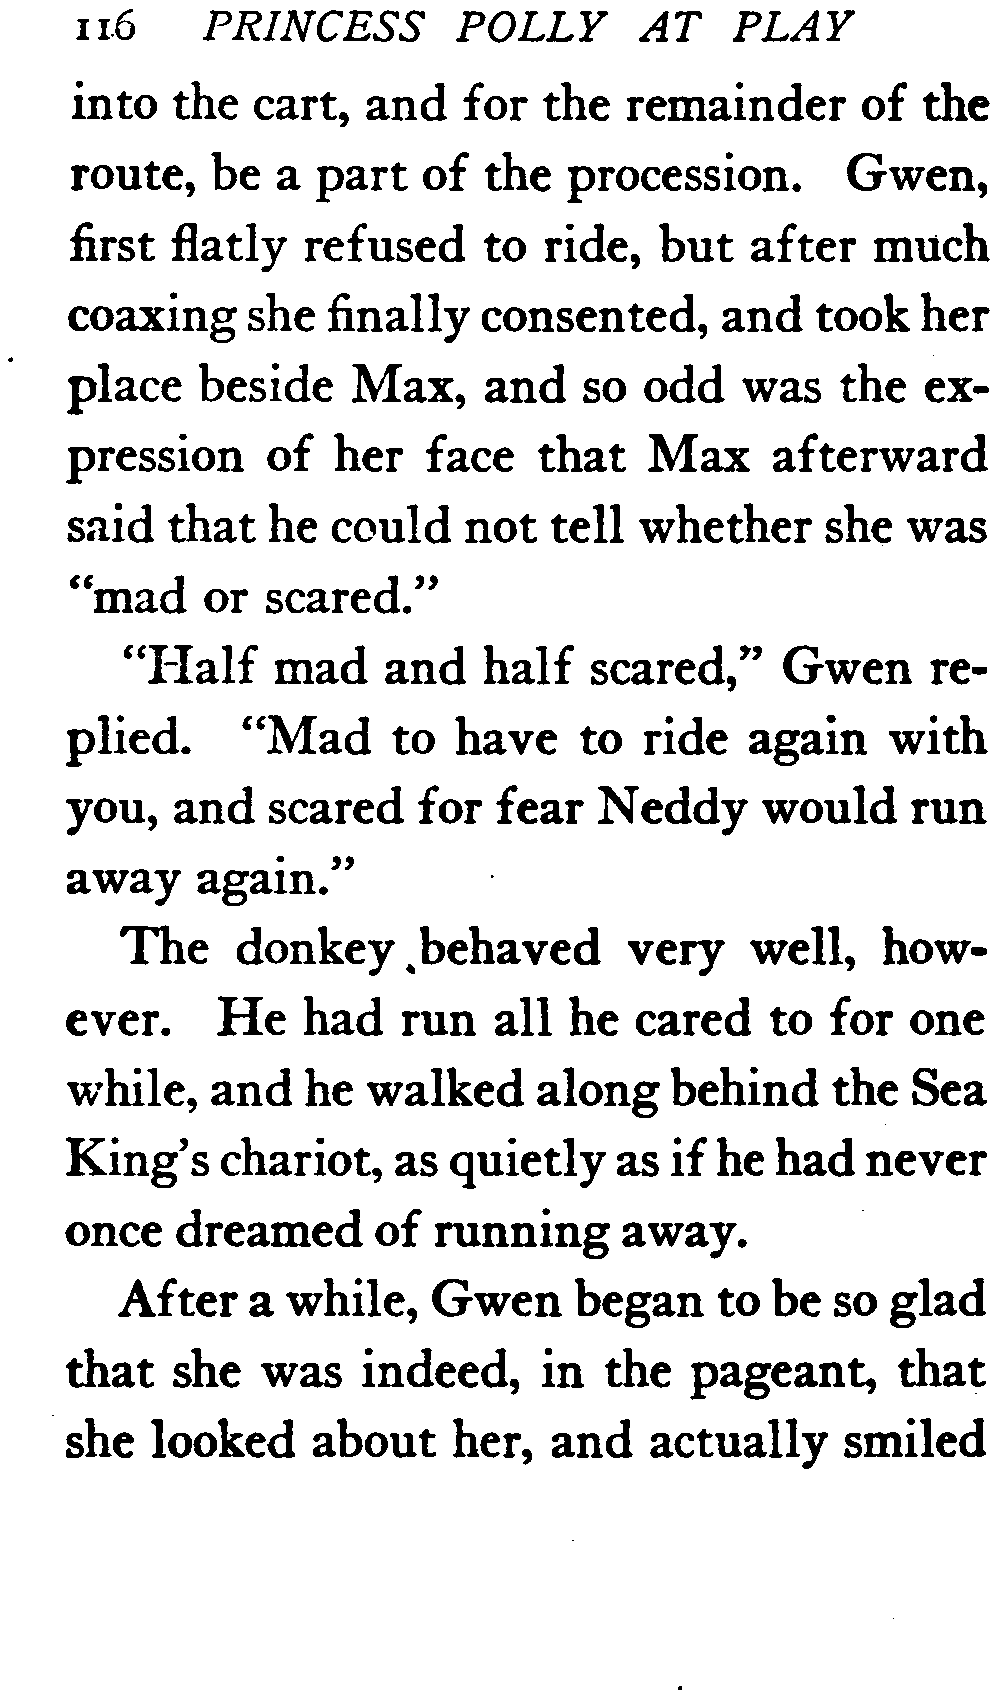 116 PRINCESS POLLY AT PLAY
into the cart, and for the remainder of the
route, be a part of the procession. Gwen,
first flatly refused to ride, but after much
coaxing she finally consented, and took her
place beside Max, and so odd was the ex-
pression of her face that Max afterward
said that he could not tell whether she was
"mad or scared."
"Half mad and half scared," Gwen re-
plied. "Mad to have to ride again with
you, and scared for fear Neddy would run
away again."
The donkey behaved very well, how-
ever. He had run all he cared to for one
while, and he walked along behind the Sea
King's chariot, as quietly as if he had never
once dreamed of running away.
After a while, Gwen began to be so glad
that she was indeed, in the pageant, that
she looked about her, and actually smiled